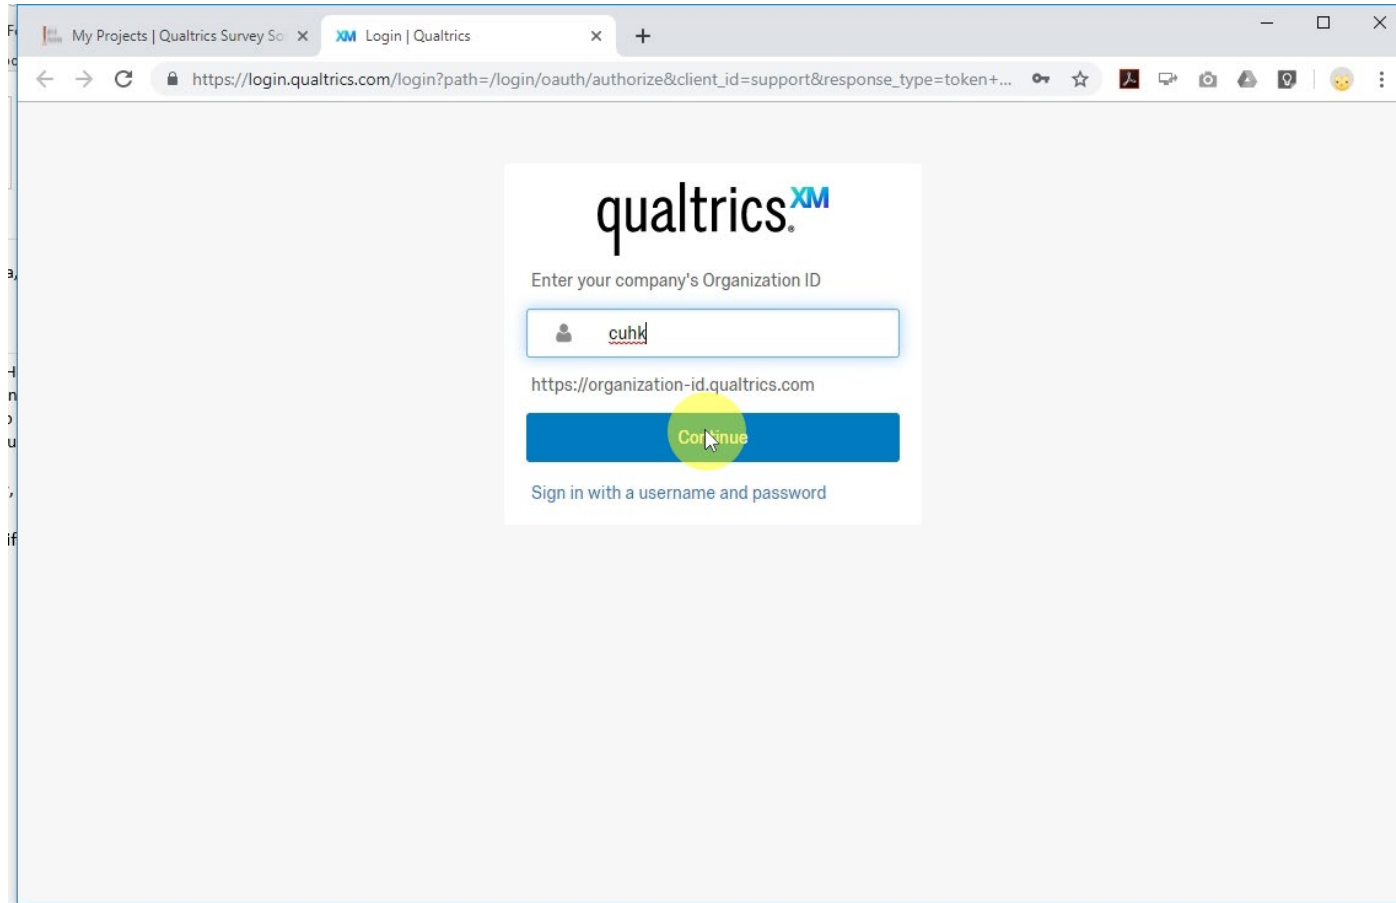 My Projects | Qualtrics Survey So
XM Login | Qualtrics
https://login.qualtrics.com/login?path=/login/oauth/authorize&client_id=support&response_type=token+...
qualtrics.XM
Enter your company's Organization ID
cuhk
https://organization-id.qualtrics.com
Continue
Sign in with a username and password
if